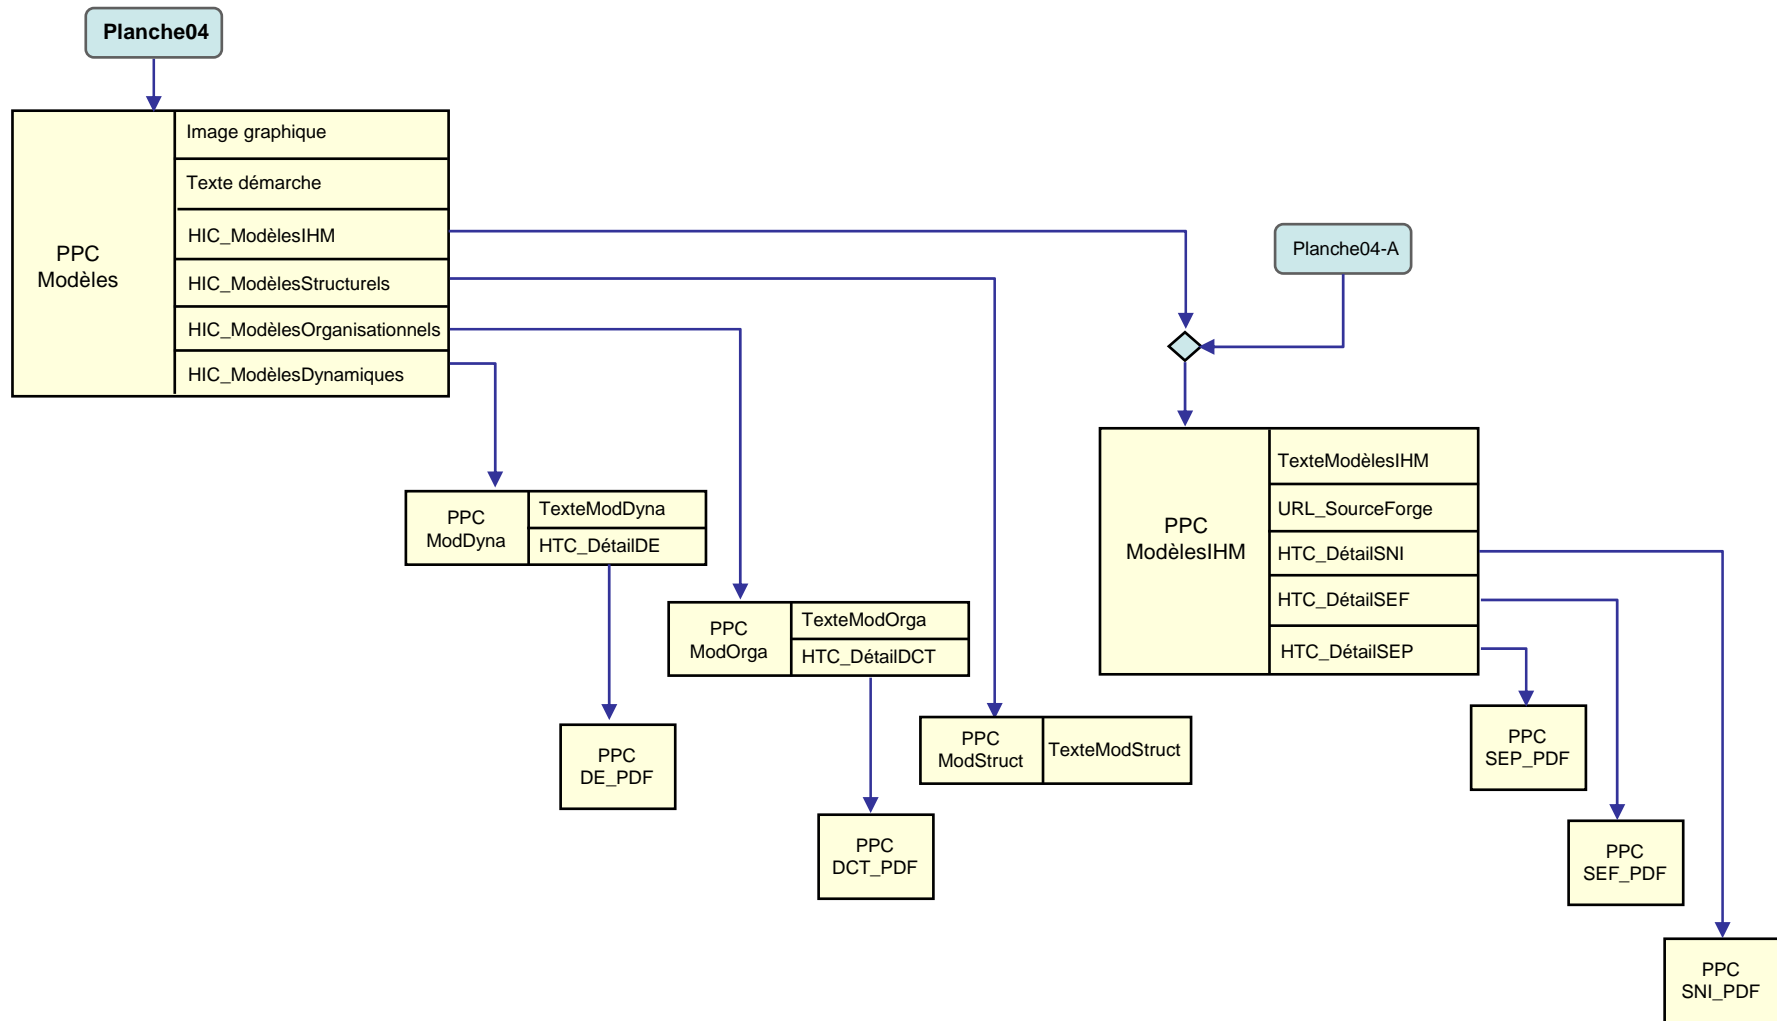 Planche04
PPC
Modèles
Image graphique
Texte démarche
HIC_ModèlesIHM
HIC_ModèlesStructurels
HIC_ModèlesOrganisationnels
HIC_ModèlesDynamiques
Planche04-A
PPC
ModèlesIHM
TexteModèlesIHM
URL_SourceForge
HTC_DétailSNI
HTC_DétailSEF
HTC_DétailSEP
PPC
ModDyna
TexteModDyna
HTC_DétailDE
PPC
ModOrga
TexteModOrga
HTC_DétailDCT
PPC
ModStruct
TexteModStruct
PPC
DE_PDF
PPC
DCT_PDF
PPC
SEP_PDF
PPC
SEF_PDF
PPC
SNI_PDF